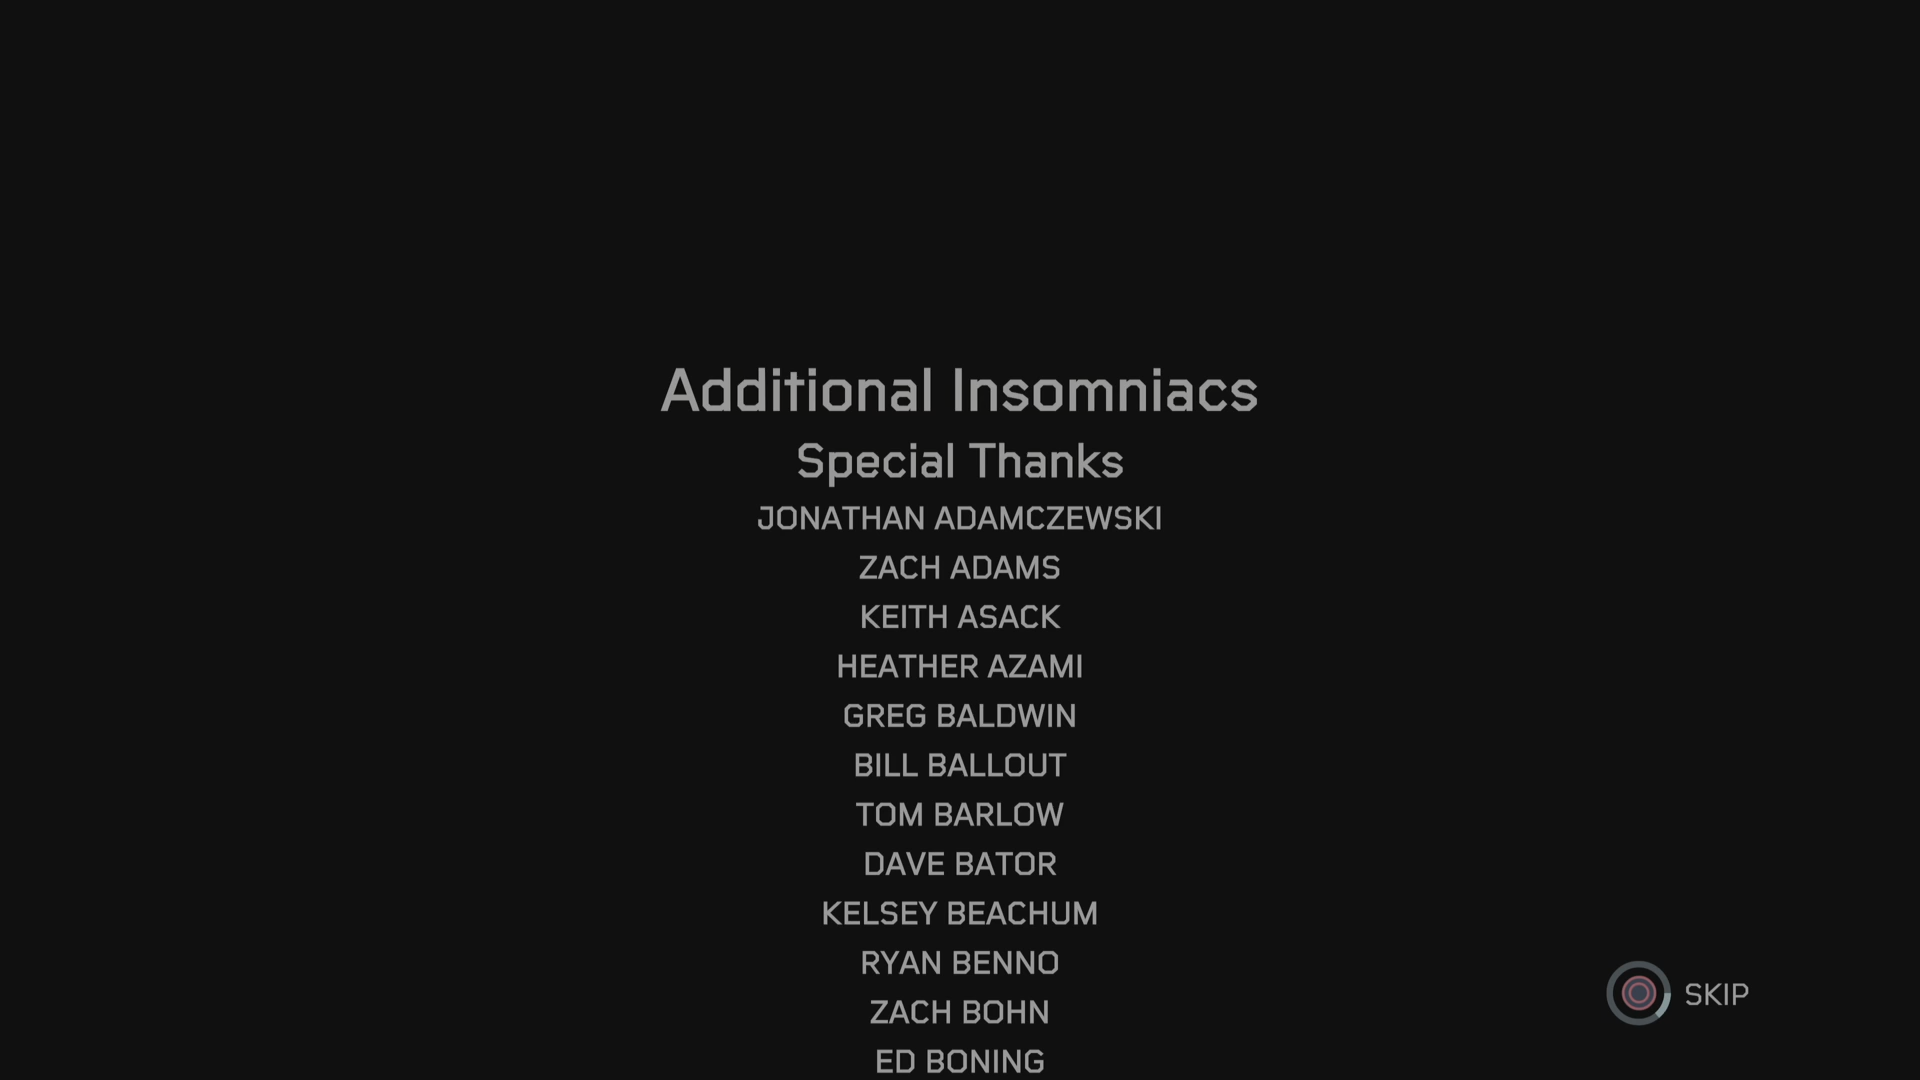 Additional Insomniacs
Special Thanks
JONATHAN ADAMCZEWSKI
ZACH ADAMS
KEITH ASACK
HEATHER AZAMI
GREG BALDWIN
BILL BALLOUT
TOM BARLOW
DAVE BATOR
KELSEY BEACHUM
RYAN BENNO
ZACH BOHN
ED BONING
SKIP